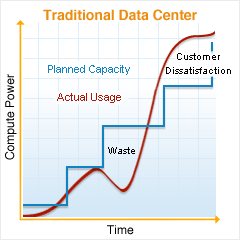 Traditional Data Center
Customer
Dissatisfaction
Planned Capacity
Actual Usage
Waste
Compute Power
Time